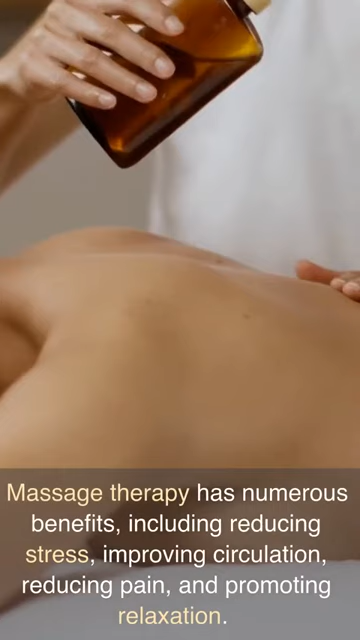 Massage therapy has numerous
benefits, including reducing
stress, improving circulation,
reducing pain, and promoting
relaxation.